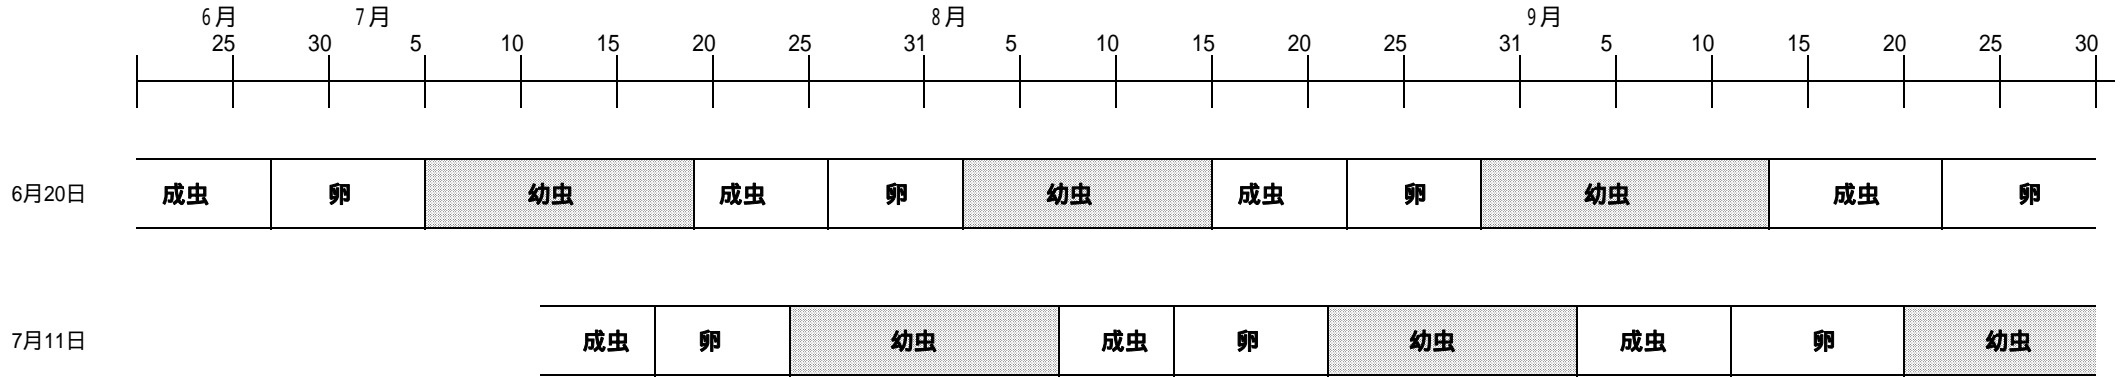 6月 7月 8月 9月
25 30 5 10 15 20 25 31 5 10 15 20 25 31 5 10 15 20 25 30
6月20日 成虫 卵 幼虫 成虫 卵 幼虫 成虫 卵 幼虫 成虫 卵
7月11日 成虫 卵 幼虫 成虫 卵 幼虫 成虫 卵 幼虫